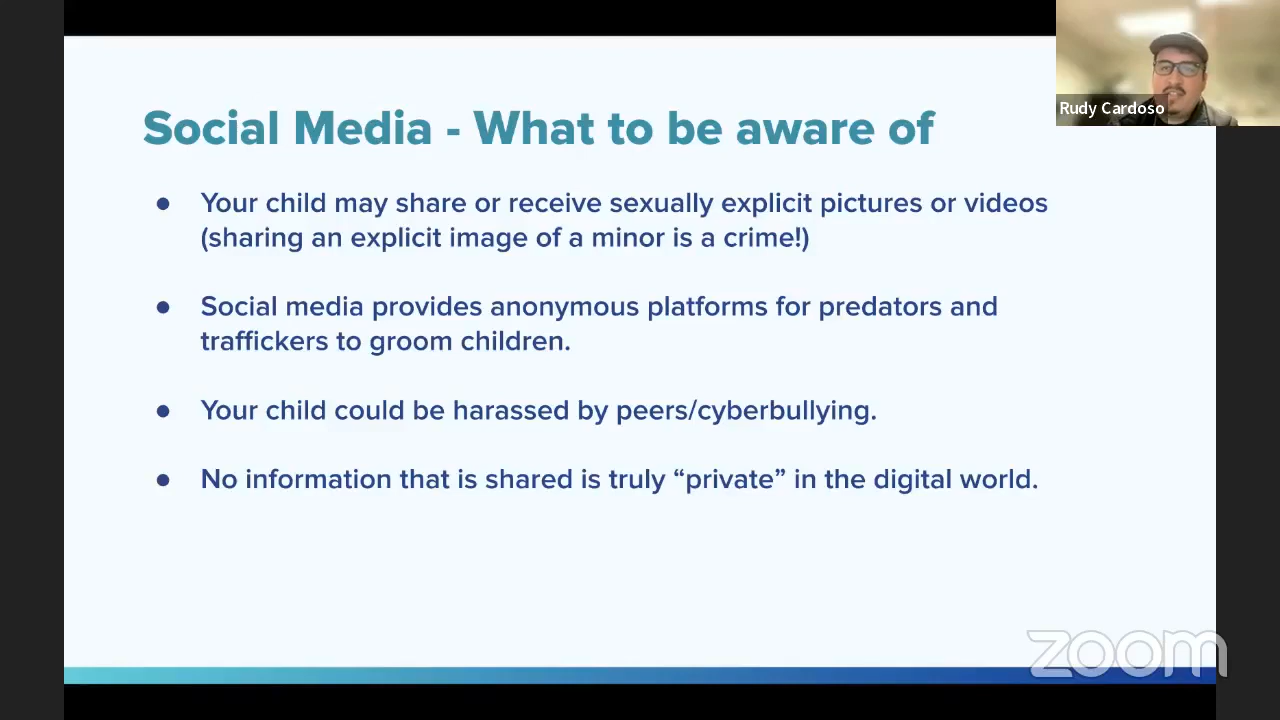 Rudy Cardoso
Social Media - What to be aware of
● Your child may share or receive sexually explicit pictures or videos
(sharing an explicit image of a minor is a crime!)
● Social media provides anonymous platforms for predators and
traffickers to groom children.
● Your child could be harassed by peers/cyberbullying.
● No information that is shared is truly “private” in the digital world.
zoom